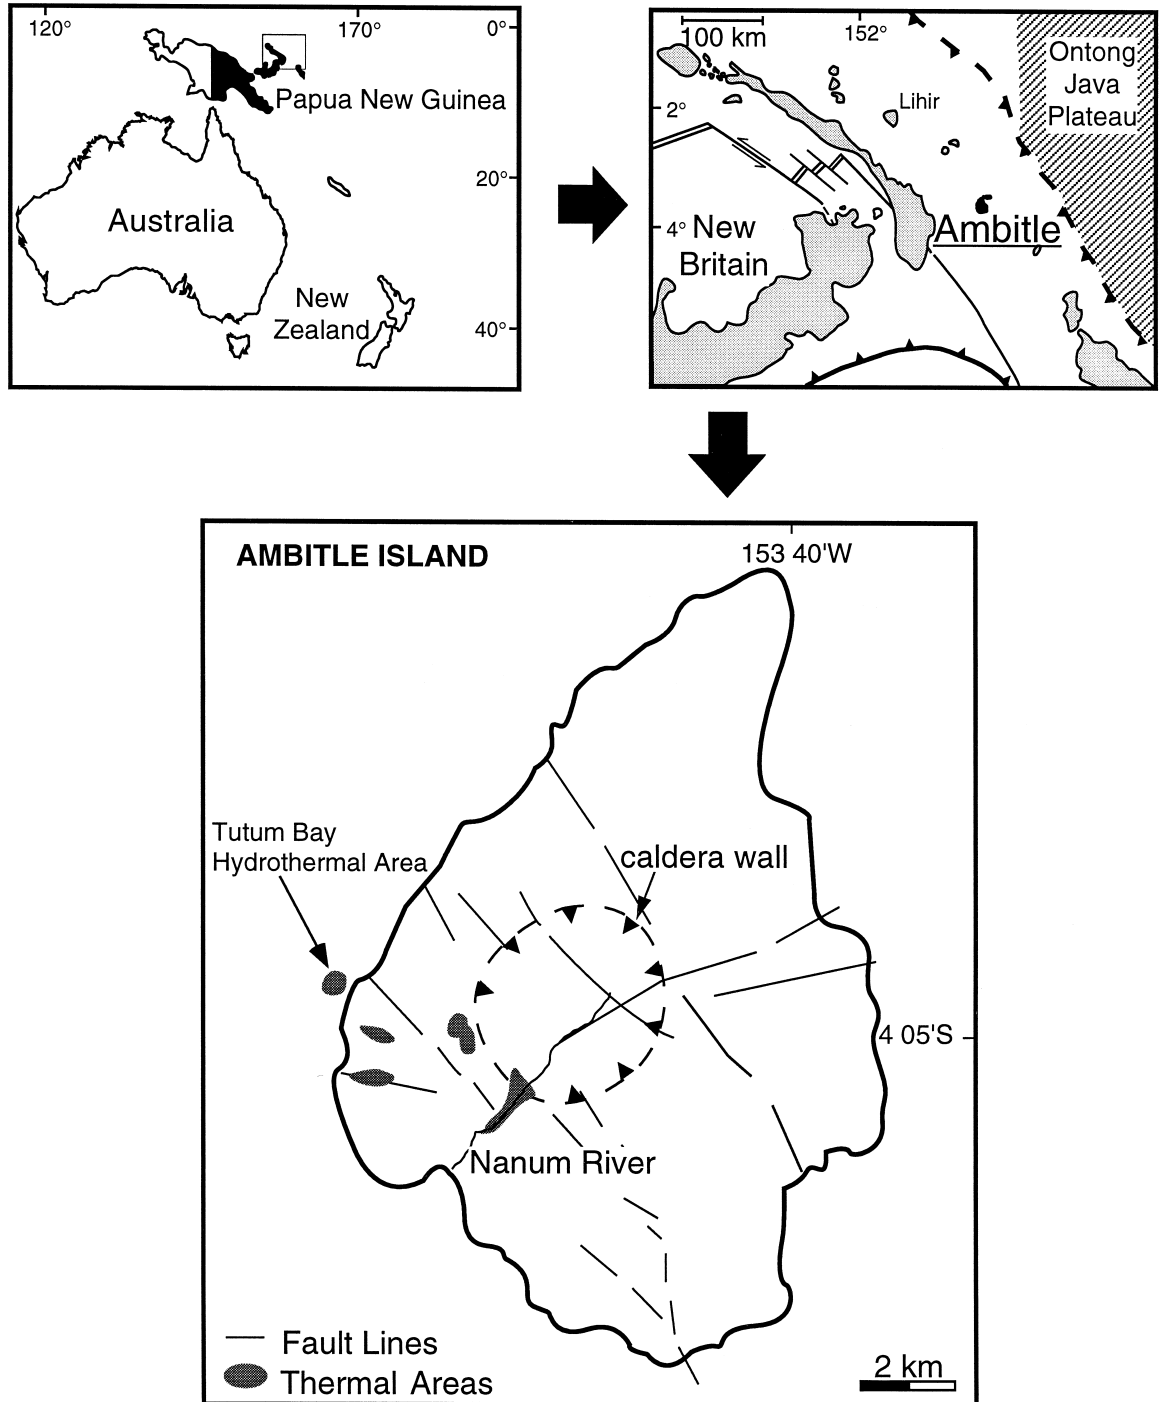 120°
170°
0°
Papua New Guinea
20°
Australia
New
Zealand
40°
100 km
152°
Ontong
Java
Plateau
Lihir
2°
4°
New
Britain
Ambitle
AMBITLE ISLAND
153 40'W
Tutum Bay
Hydrothermal Area
caldera wall
4 05'S
Nanum River
Fault Lines
Thermal Areas
2 km